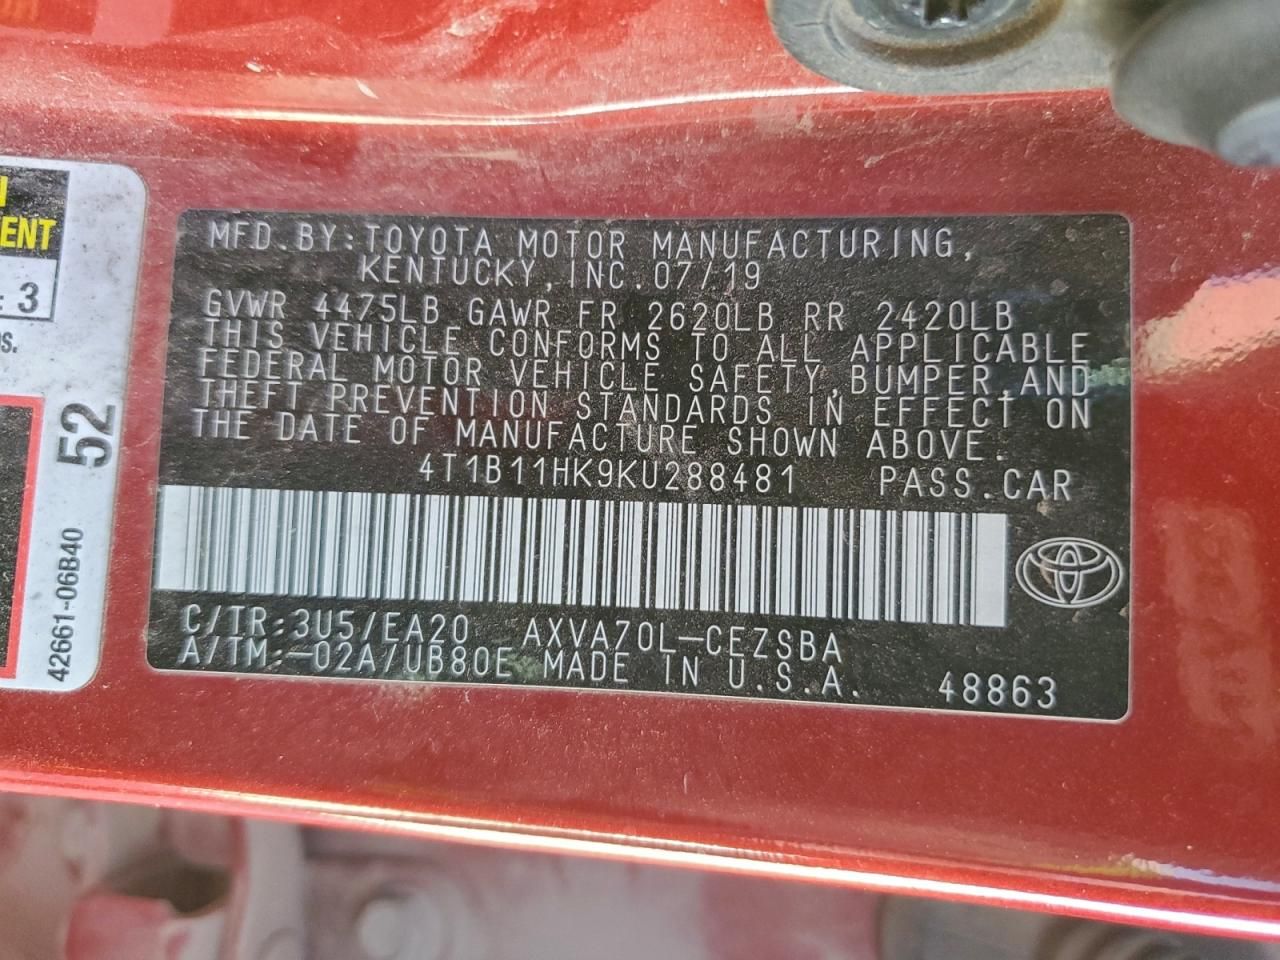 MFD.BY:TOYOTA MOTOR MANUFACTURING,
KENTUCKY,INC.07/19
GVWR 4475LB GAWR FR 2620LB RR 2420LB
THIS VEHICLE CONFORMS TO ALL APPLICABLE
FEDERAL MOTOR VEHICLE SAFETY,BUMPER,AND
THEFT PREVENTION STANDARDS IN EFFECT ON
THE DATE OF MANUFACTURE SHOWN ABOVE.
4T1B11HK9KU288481 PASS.CAR
C/TR:3U5/EA20 AXVA70L-CEZSBA
A/TM:-02A/UB80E MADE IN U.S.A.
48863
: 3
52
42661-06B40